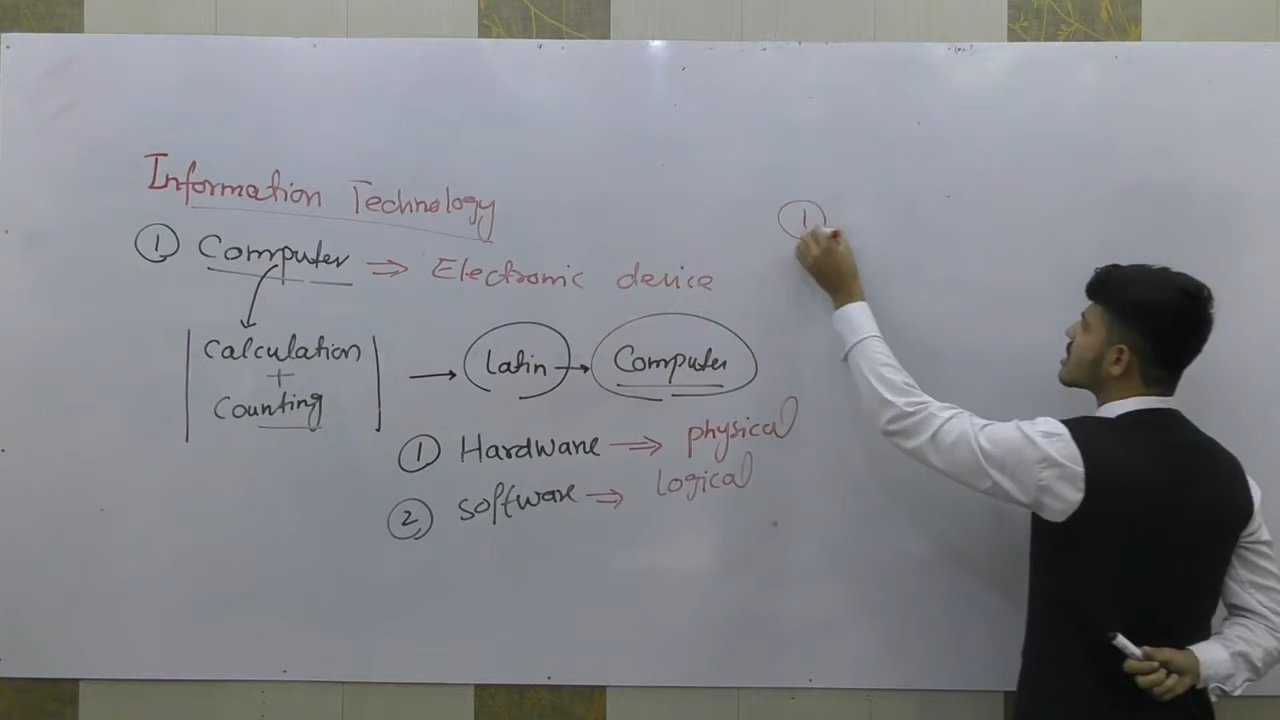 Information Technology
① Computer ⇒ Electronic device
Calculation
+
Counting
→ Latin → Computer
① Hardware → physical
② Software ⇒ logical
①